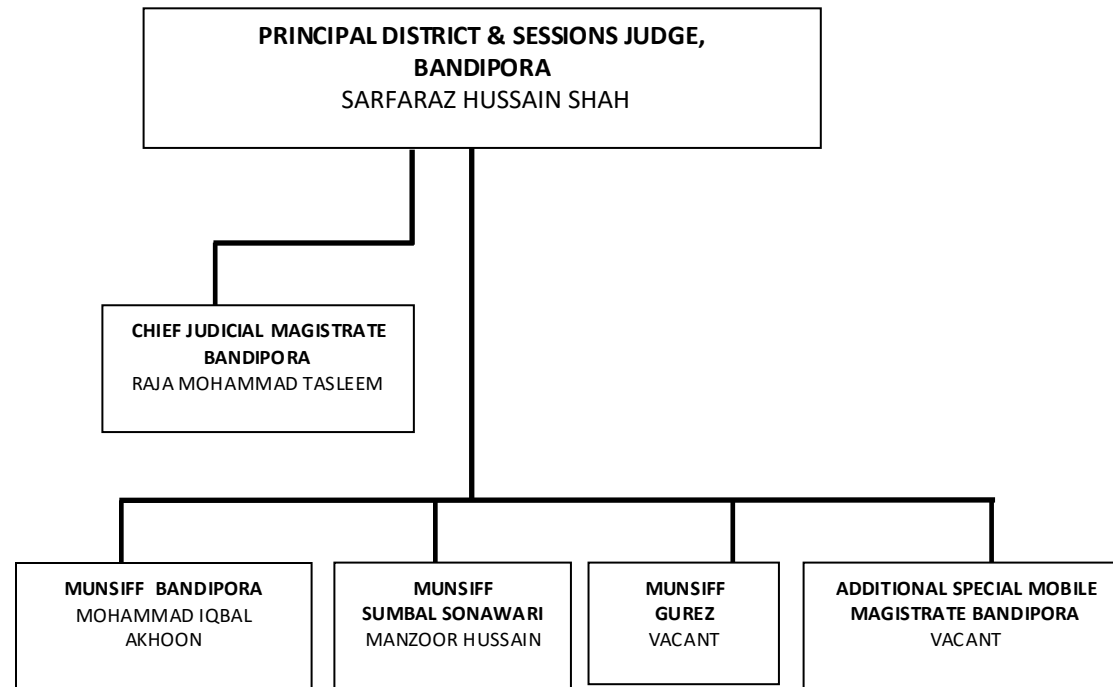 PRINCIPAL DISTRICT & SESSIONS JUDGE,
BANDIPORA
SARFARAZ HUSSAIN SHAH
CHIEF JUDICIAL MAGISTRATE
BANDIPORA
RAJA MOHAMMAD TASLEEM
MUNSIFF BANDIPORA
MOHAMMAD IQBAL
AKHOON
MUNSIFF
SUMBAL SONAWARI
MANZOOR HUSSAIN
MUNSIFF
GUREZ
VACANT
ADDITIONAL SPECIAL MOBILE
MAGISTRATE BANDIPORA
VACANT